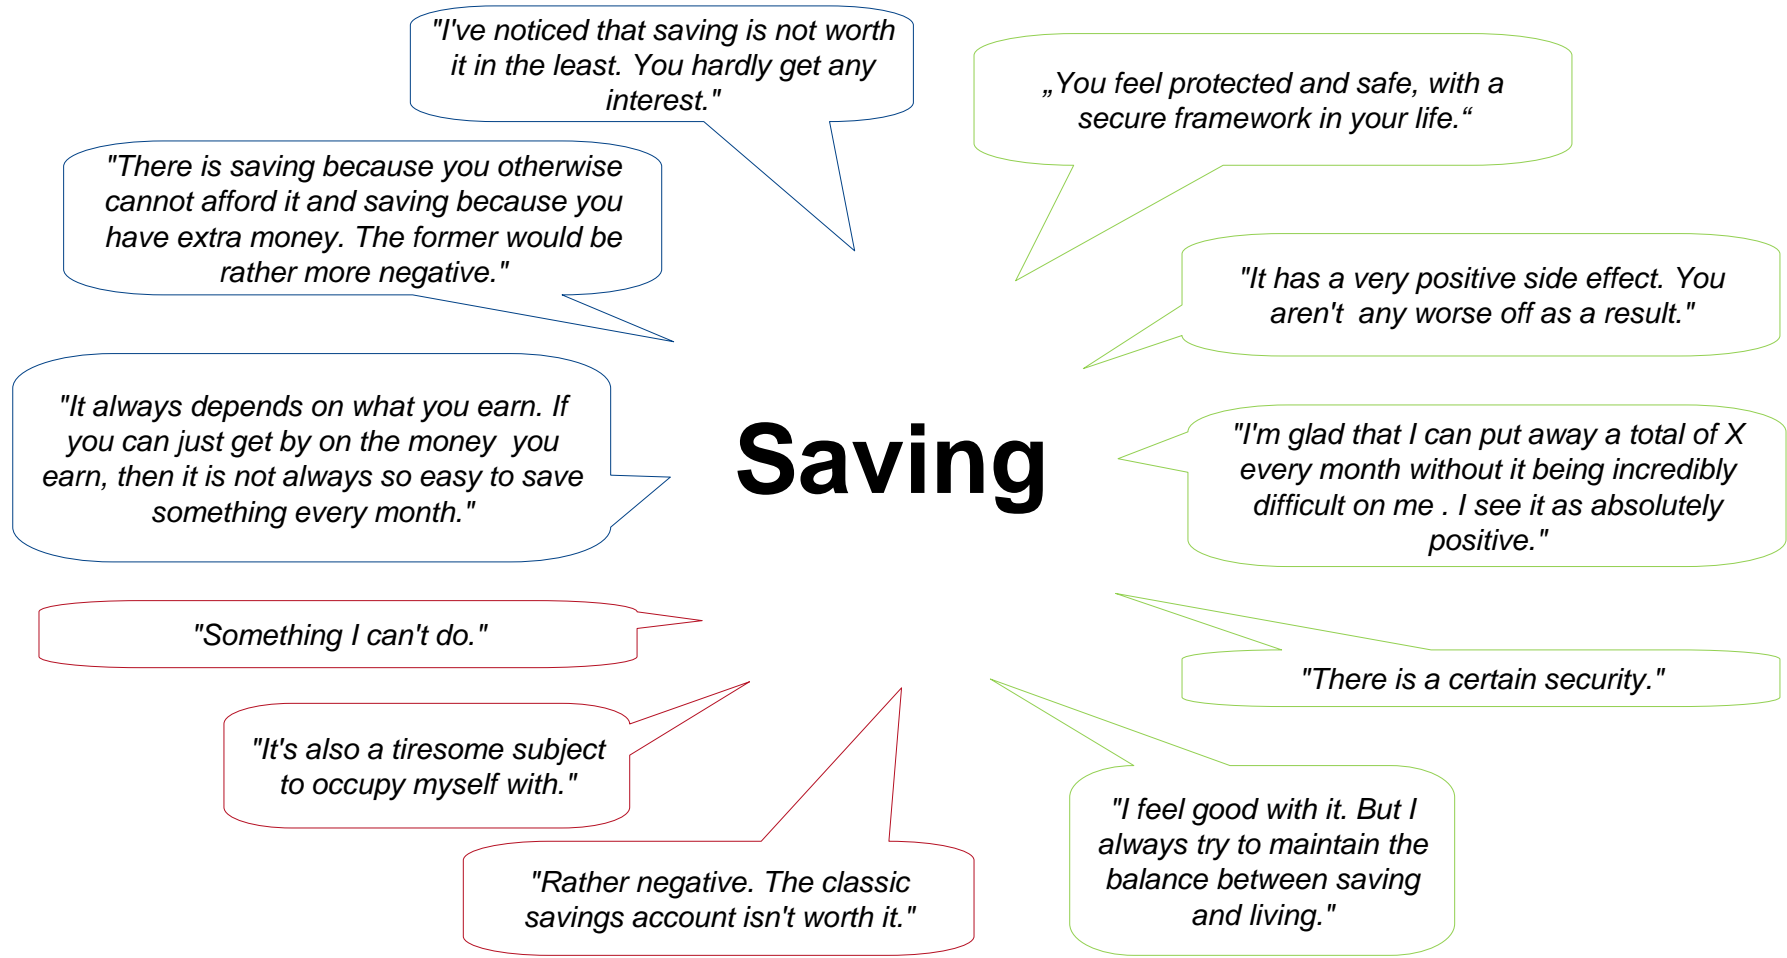 "I've noticed that saving is not worth
it in the least. You hardly get any
interest."
„You feel protected and safe, with a
secure framework in your life.“
"There is saving because you otherwise
cannot afford it and saving because you
have extra money. The former would be
rather more negative."
"It has a very positive side effect. You
aren't  any worse off as a result."
"It always depends on what you earn. If
you can just get by on the money  you
earn, then it is not always so easy to save
something every month."
Saving
"I'm glad that I can put away a total of X
every month without it being incredibly
difficult on me . I see it as absolutely
positive."
"Something I can't do."
"There is a certain security."
"It's also a tiresome subject
to occupy myself with."
"Rather negative. The classic
savings account isn't worth it."
"I feel good with it. But I
always try to maintain the
balance between saving
and living."